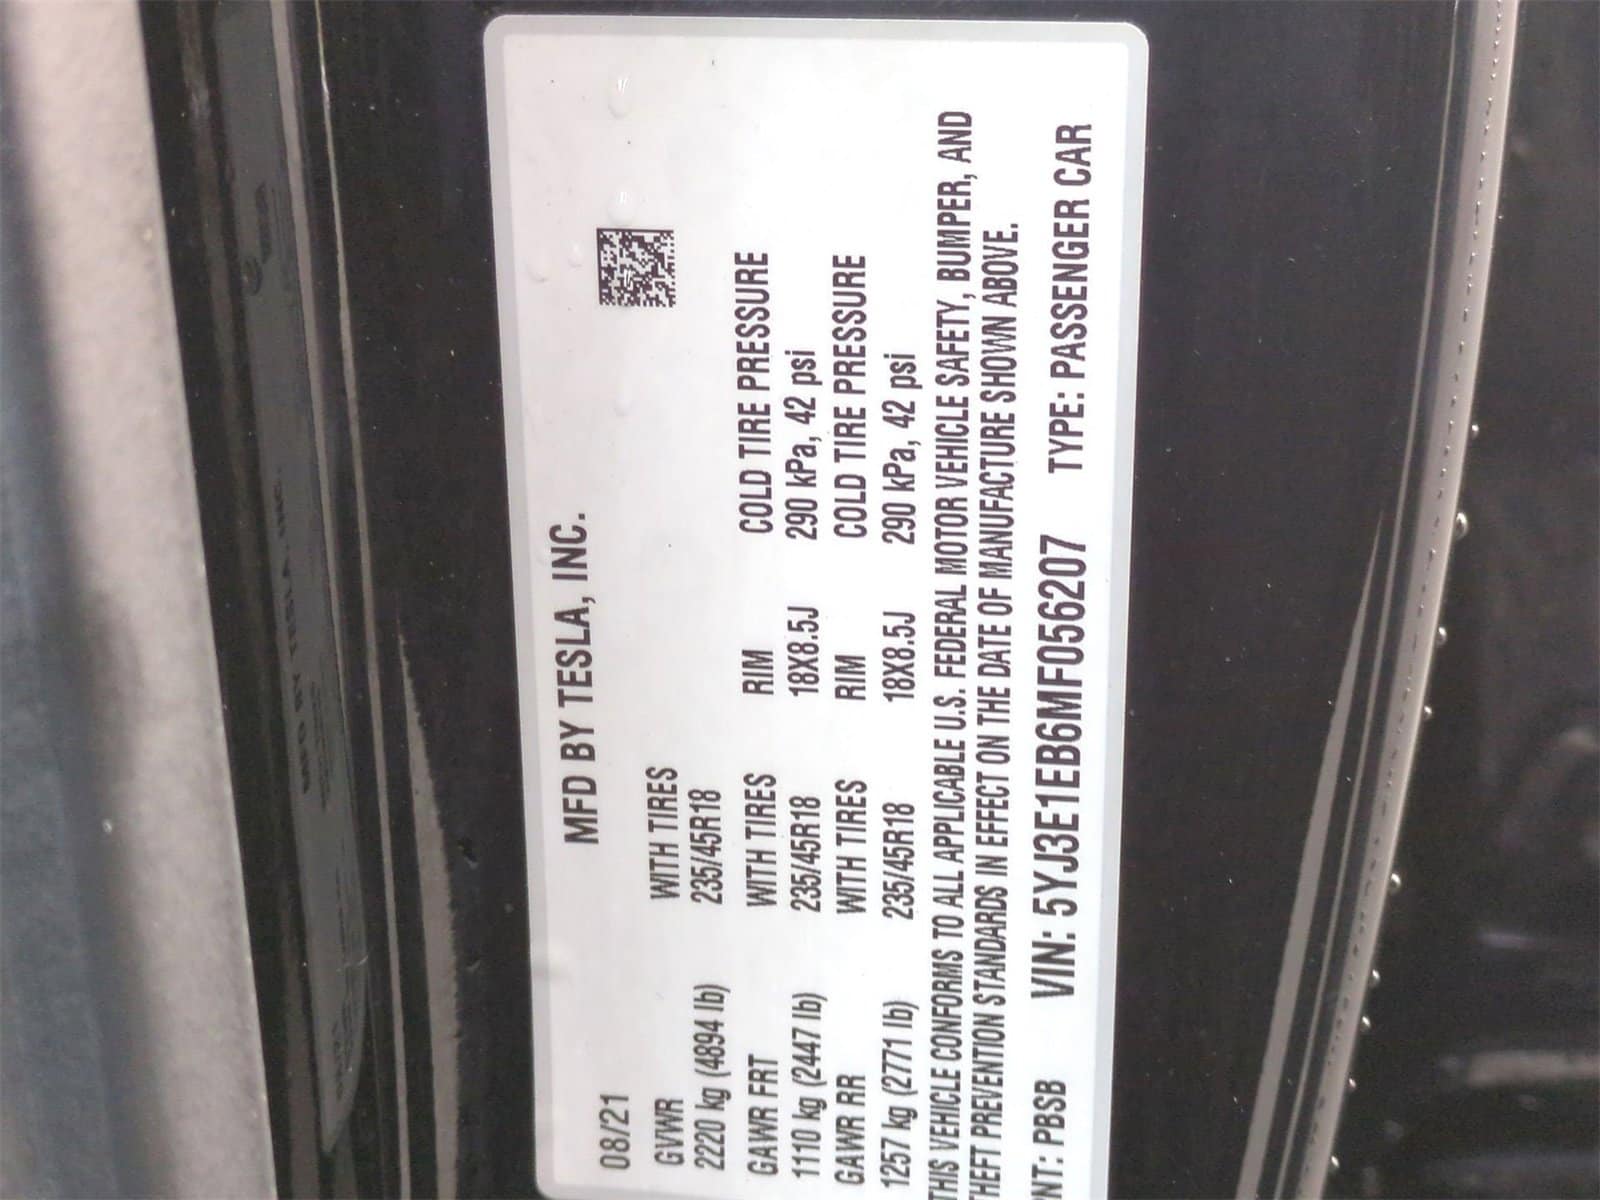 MFD BY TESLA, INC.
08/21
GVWR WITH TIRES
2220 kg (4894 lb) 235/45R18
GAWR FRT WITH TIRES RIM COLD TIRE PRESSURE
1110 kg (2447 lb) 235/45R18 18X8.5J 290 kPa, 42 psi
GAWR RR WITH TIRES RIM COLD TIRE PRESSURE
1257 kg (2771 lb) 235/45R18 18X8.5J 290 kPa, 42 psi
THIS VEHICLE CONFORMS TO ALL APPLICABLE U.S. FEDERAL MOTOR VEHICLE SAFETY, BUMPER, AND
THEFT PREVENTION STANDARDS IN EFFECT ON THE DATE OF MANUFACTURE SHOWN ABOVE.
NT: PBSB VIN: 5YJ3E1EB6MF056207 TYPE: PASSENGER CAR